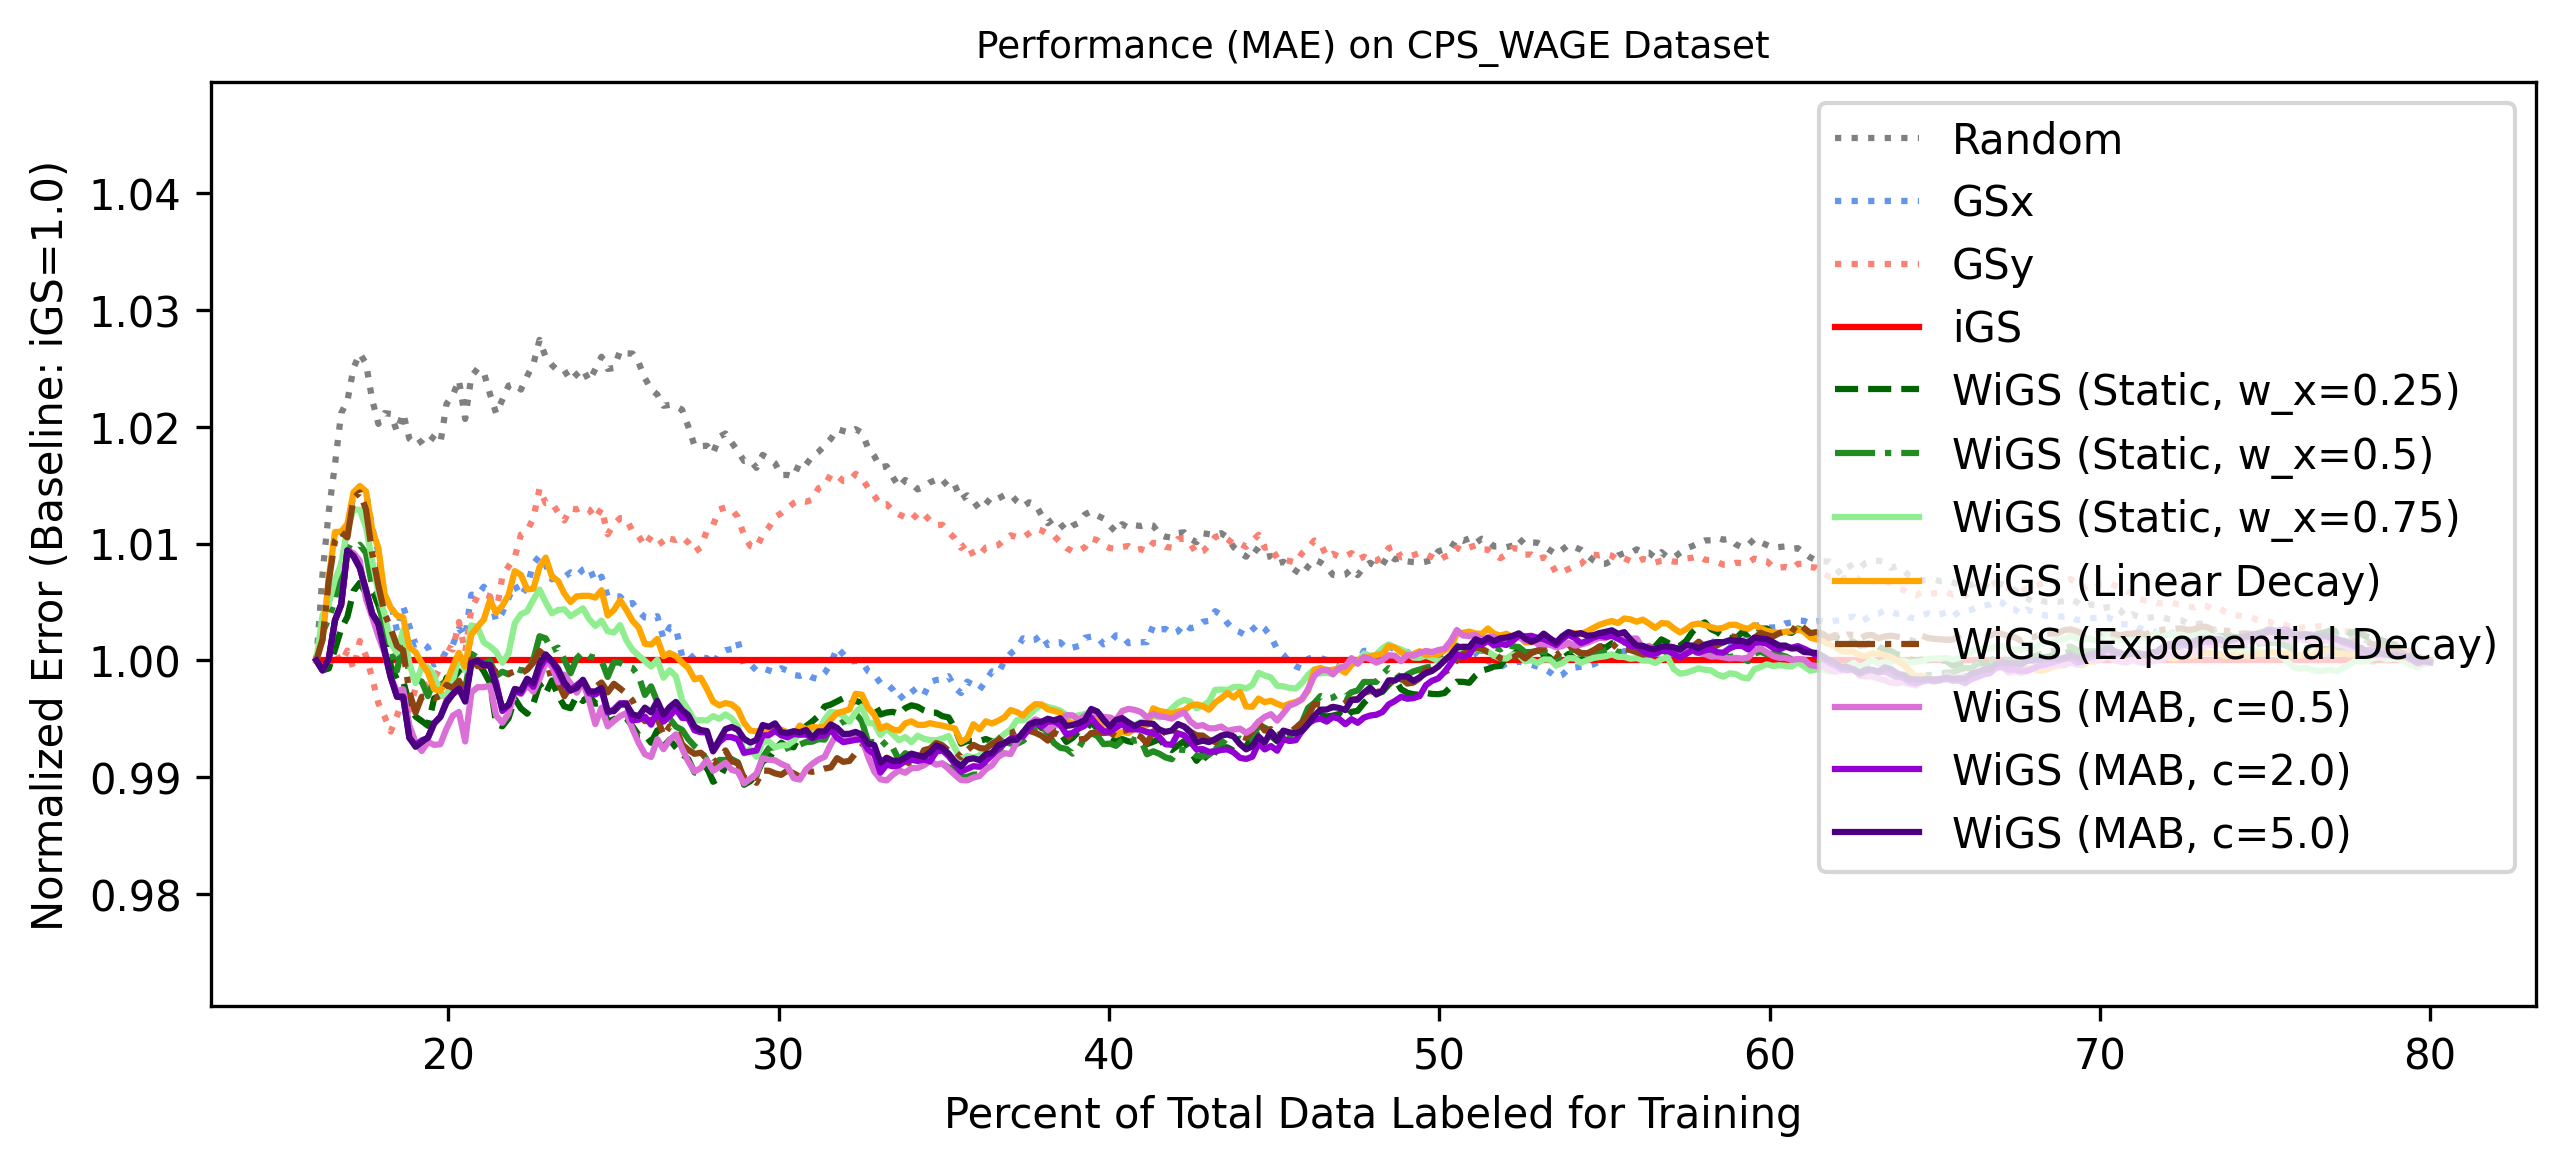 Performance (MAE) on CPS_WAGE Dataset
Normalized Error (Baseline: iGS=1.0)
1.04
1.03
1.02
1.01
1.00
0.99
0.98
Random
GSx
GSy
iGS
WiGS (Static, w_x=0.25)
WiGS (Static, w_x=0.5)
WiGS (Static, w_x=0.75)
WiGS (Linear Decay)
WiGS (Exponential Decay)
WiGS (MAB, c=0.5)
WiGS (MAB, c=2.0)
WiGS (MAB, c=5.0)
20 30 40 50 60 70 80
Percent of Total Data Labeled for Training